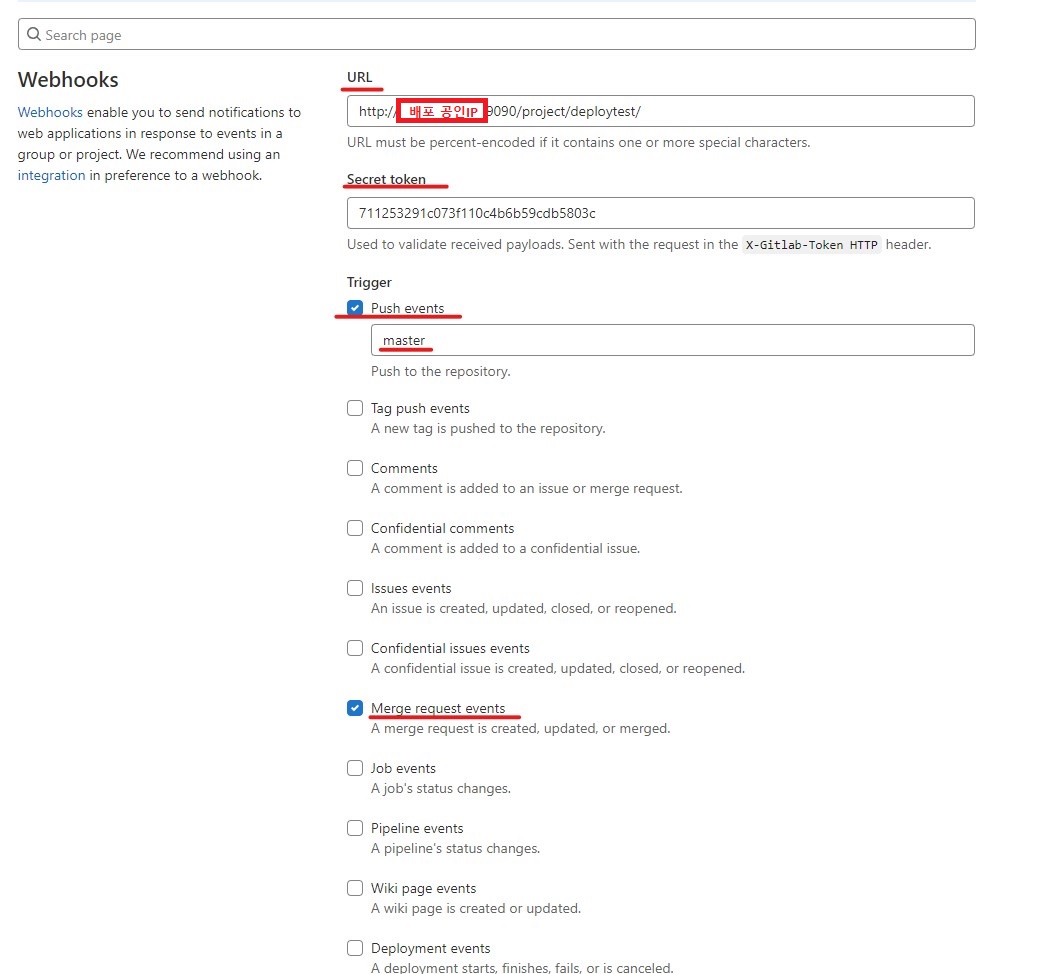 Search page
Webhooks
Webhooks enable you to send notifications to
web applications in response to events in a
group or project. We recommend using an
integration in preference to a webhook.
URL
http:// 배포 공인IP 9090/project/deploytest/
URL must be percent-encoded if it contains one or more special characters.
Secret token
711253291c073f110c4b6b59cdb5803c
Used to validate received payloads. Sent with the request in the X-Gitlab-Token HTTP header.
Trigger
Push events
master
Push to the repository.
Tag push events
A new tag is pushed to the repository.
Comments
A comment is added to an issue or merge request.
Confidential comments
A comment is added to a confidential issue.
Issues events
An issue is created, updated, closed, or reopened.
Confidential issues events
A confidential issue is created, updated, closed, or reopened.
Merge request events
A merge request is created, updated, or merged.
Job events
A job's status changes.
Pipeline events
A pipeline's status changes.
Wiki page events
A wiki page is created or updated.
Deployment events
A deployment starts, finishes, fails, or is canceled.